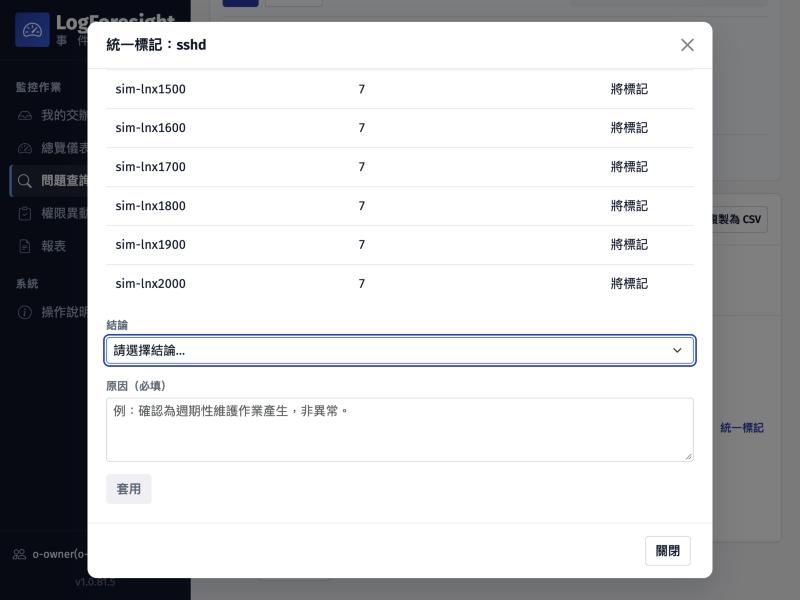 LogForesight
事 件
監控作業
我的交辦
總覽儀表
問題查詢
權限異動
報表
系統
操作說明
o-owner(o-
v1.0.81.5
統一標記：sshd
sim-lnx1500 7 將標記
sim-lnx1600 7 將標記
sim-lnx1700 7 將標記
sim-lnx1800 7 將標記
sim-lnx1900 7 將標記
sim-lnx2000 7 將標記
結論
請選擇結論...
原因（必填）
例：確認為週期性維護作業產生，非異常。
套用
關閉
複製為 CSV
統一標記